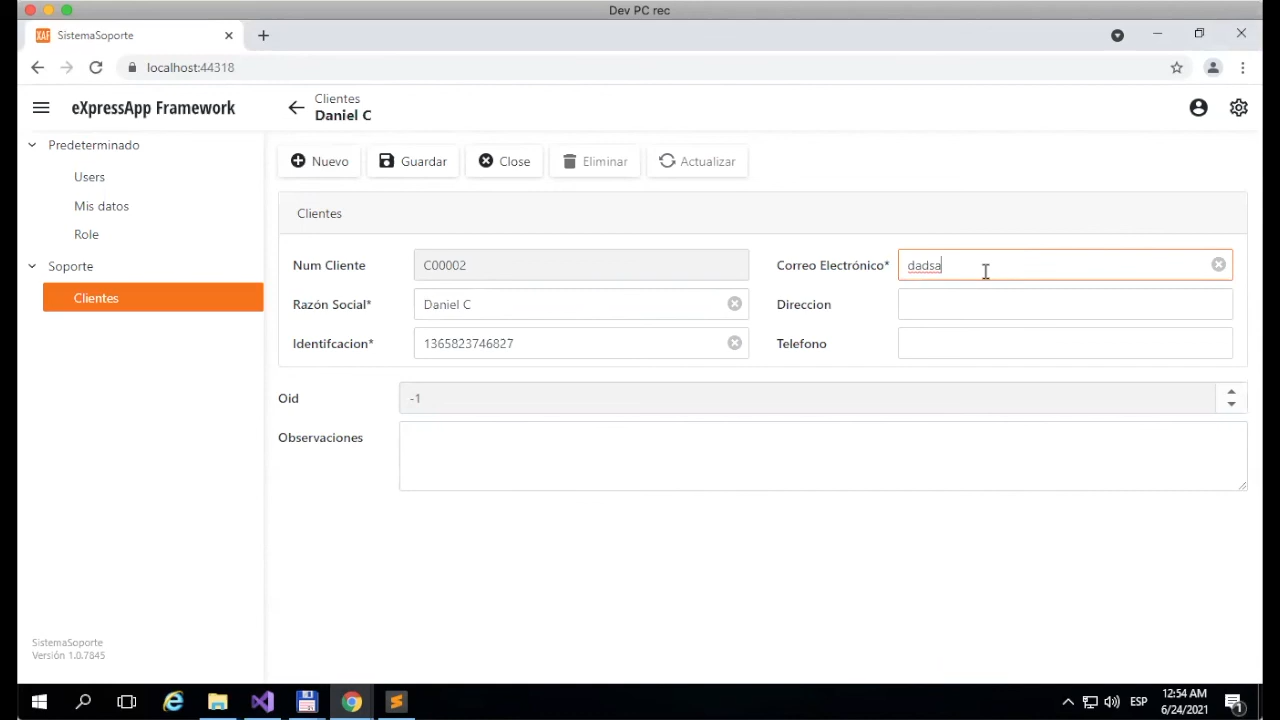 Dev PC rec
XAF SistemaSoporte
localhost:44318
eXpressApp Framework
Clientes
Daniel C
Predeterminado
Users
Mis datos
Role
Soporte
Clientes
Nuevo Guardar Close Eliminar Actualizar
Clientes
Num Cliente C00002 Correo Electrónico* dadsa
Razón Social* Daniel C Direccion
Identifcacion* 1365823746827 Telefono
Oid -1
Observaciones
SistemaSoporte
Versión 1.0.7845
ESP
12:54 AM
6/24/2021
1